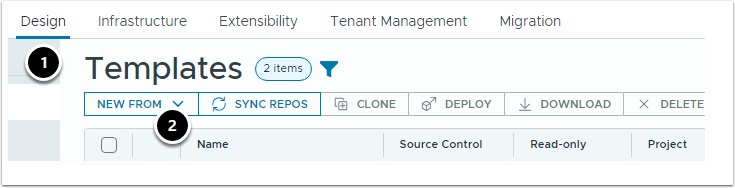 Design Infrastructure Extensibility Tenant Management Migration
1
Templates 2 items
NEW FROM SYNC REPOS CLONE DEPLOY DOWNLOAD DELETE
2
Name Source Control Read-only Project